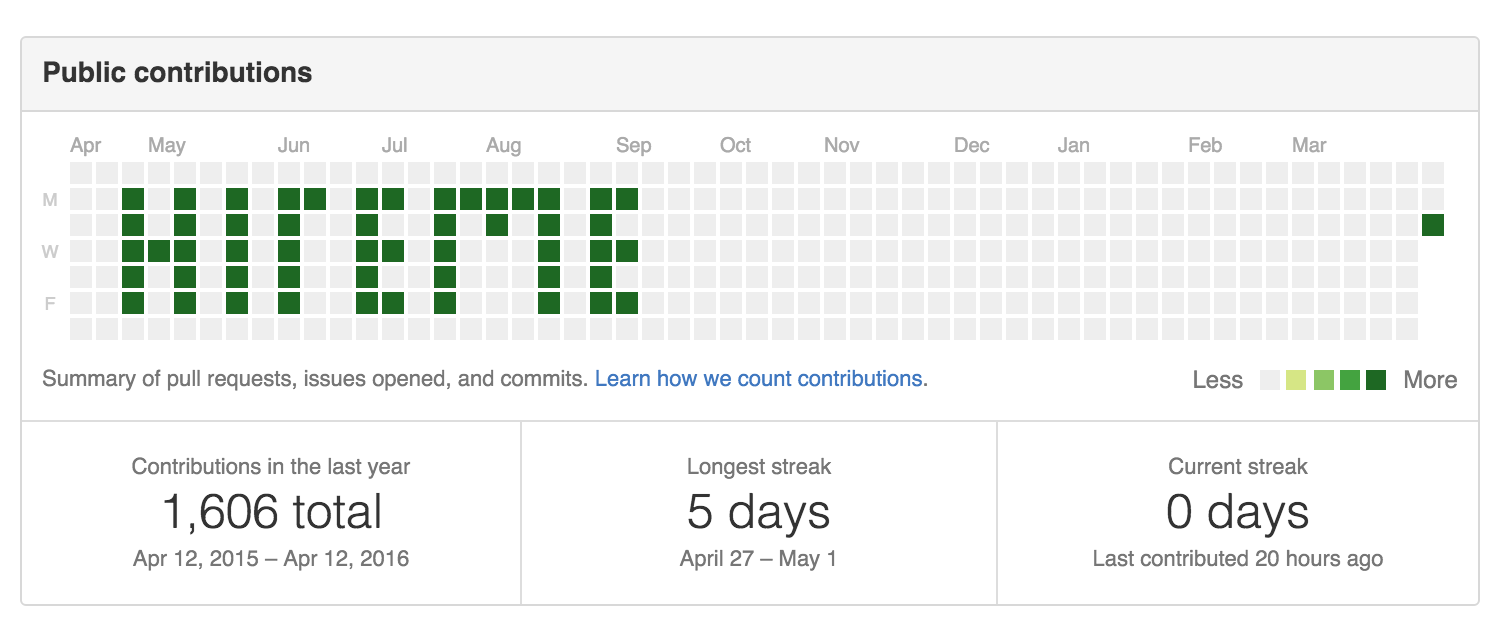 Public contributions
Apr May Jun Jul Aug Sep Oct Nov Dec Jan Feb Mar
M
W
F
HIRE ME
Summary of pull requests, issues opened, and commits. Learn how we count contributions.
Less More
Contributions in the last year
1,606 total
Apr 12, 2015 – Apr 12, 2016
Longest streak
5 days
April 27 – May 1
Current streak
0 days
Last contributed 20 hours ago